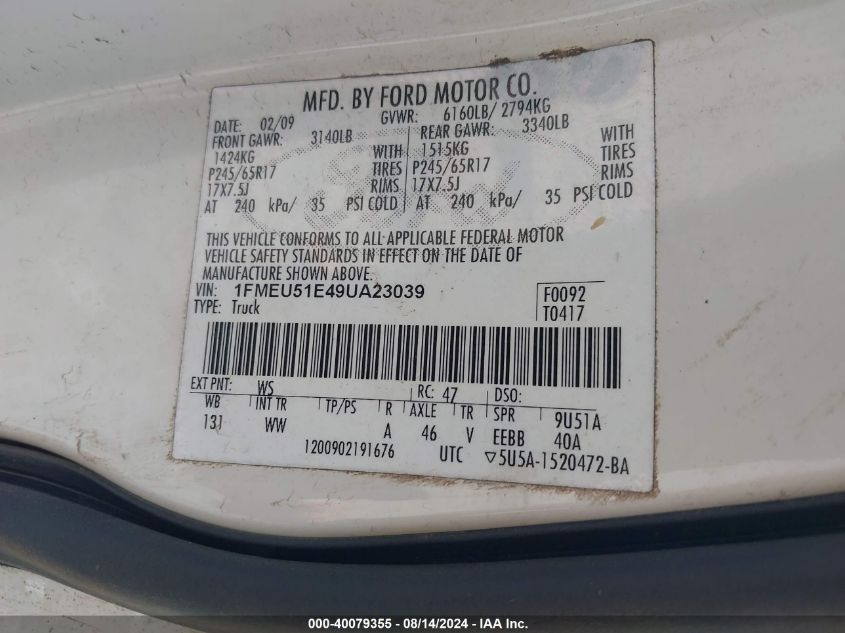 MFD. BY FORD MOTOR CO.
DATE: 02/09 GVWR: 6160LB/ 2794KG
FRONT GAWR: 3140LB REAR GAWR: 3340LB
1424KG WITH 1515KG WITH
P245/65R17 TIRES P245/65R17 TIRES
17X7.5J RIMS 17X7.5J RIMS
AT 240 kPa/ 35 PSI COLD AT 240 kPa/ 35 PSI COLD
THIS VEHICLE CONFORMS TO ALL APPLICABLE FEDERAL MOTOR
VEHICLE SAFETY STANDARDS IN EFFECT ON THE DATE OF
MANUFACTURE SHOWN ABOVE.
VIN: 1FMEU51E49UA23039 F0092
TYPE: Truck T0417
EXT PNT: WS RC: 47 DSO:
WB INT TR TP/PS R AXLE TR SPR 9U51A
131 WW A 46 V EEBB 40A
1200902191676 UTC ▽5U5A-1520472-BA
000-40079355 - 08/14/2024 - IAA Inc.